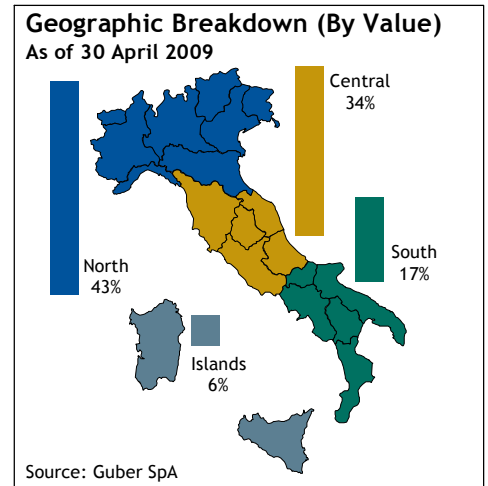 Geographic Breakdown (By Value)
As of 30 April 2009
Central
34%
South
17%
North
43%
Islands
6%
Source: Guber SpA